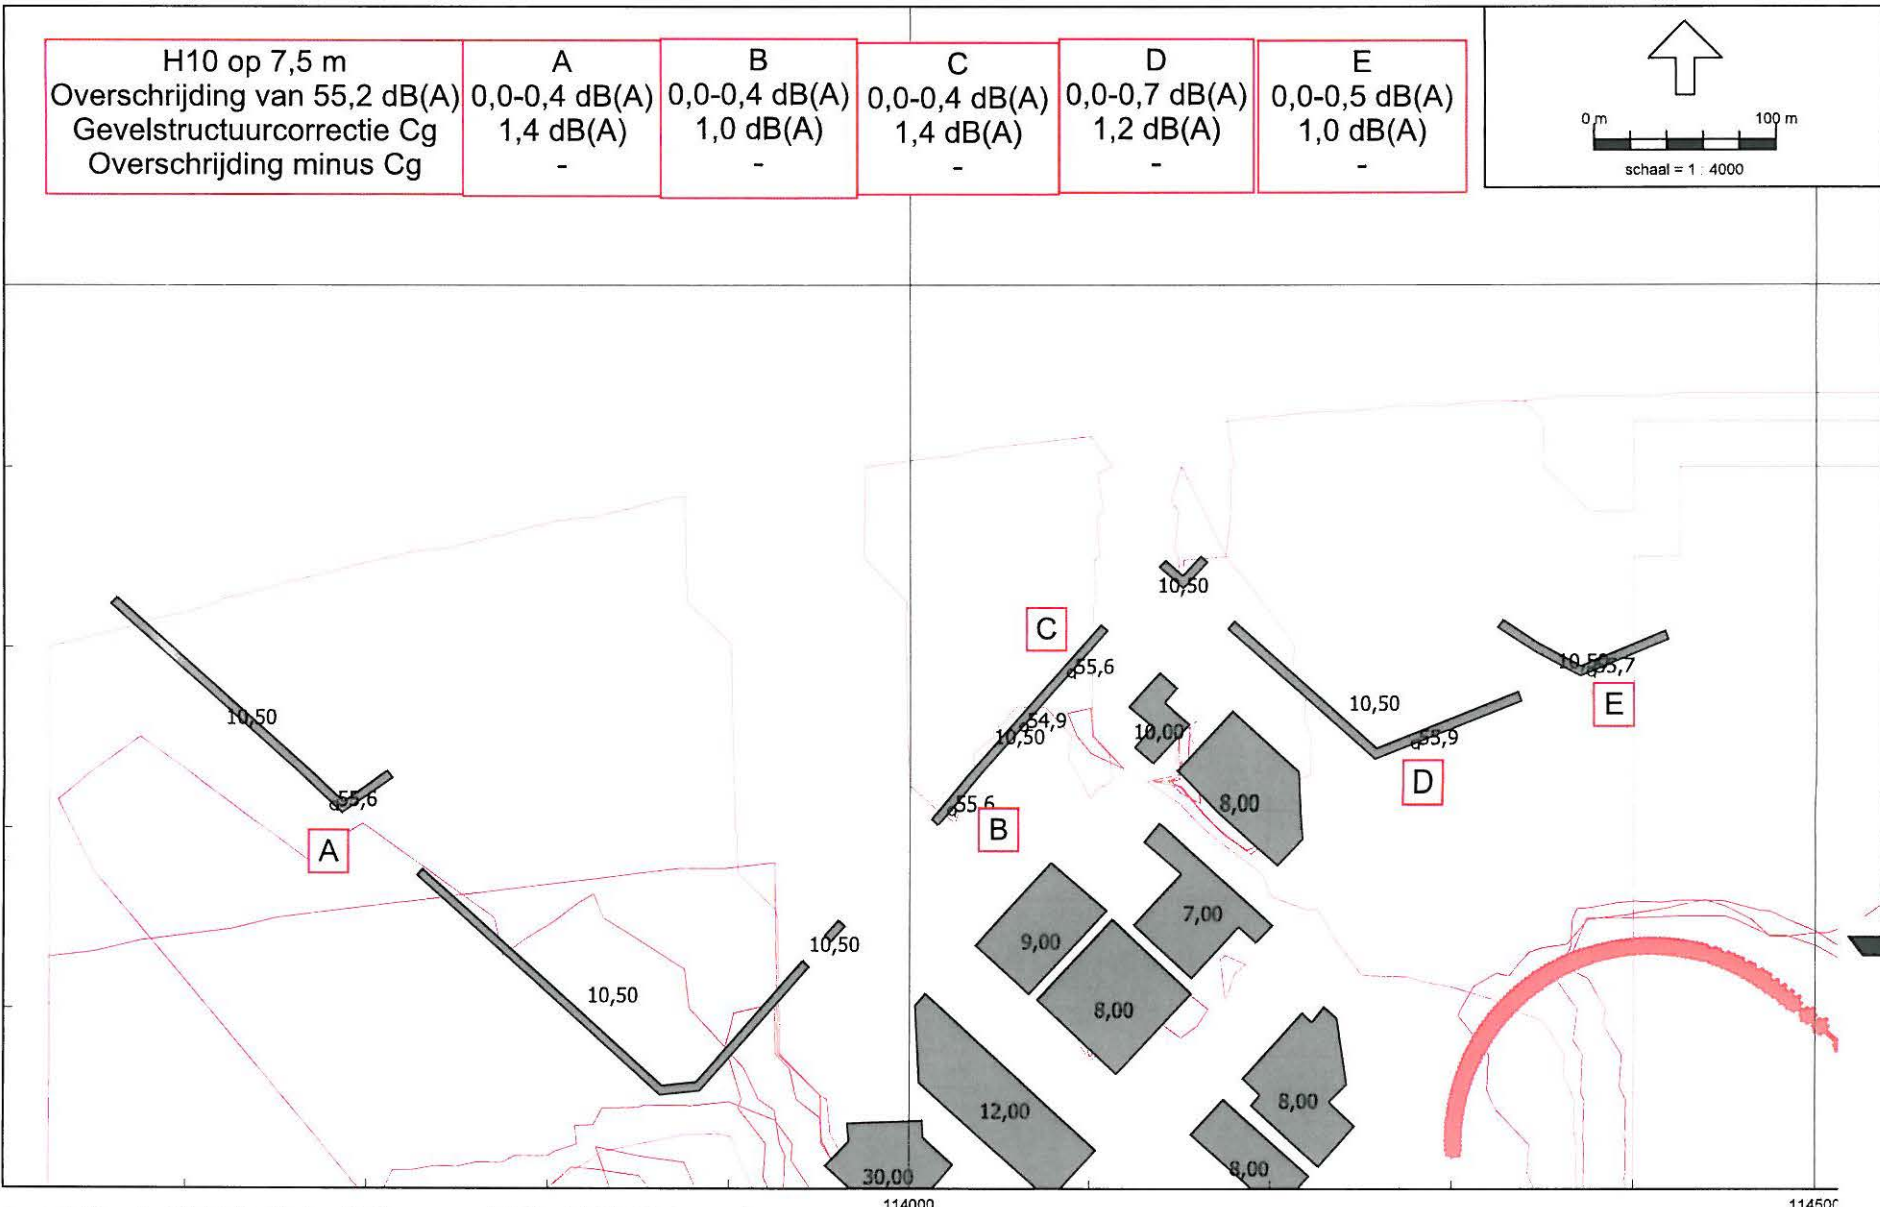 H10 op 7,5 m
Overschrijding van 55,2 dB(A)
Gevelstructuurcorrectie Cg
Overschrijding minus Cg
A
0,0-0,4 dB(A)
1,4 dB(A)
-
B
0,0-0,4 dB(A)
1,0 dB(A)
-
C
0,0-0,4 dB(A)
1,4 dB(A)
-
D
0,0-0,7 dB(A)
1,2 dB(A)
-
E
0,0-0,5 dB(A)
1,0 dB(A)
-
0 m 100 m
schaal = 1 : 4000
10,50
C
55,6
10,50
E
10,50
54,9
10,50
10,00
55,9
D
10,50
55,6
A
55,6
B
8,00
7,00
9,00
10,50
10,50
8,00
12,00
8,00
30,00
8,00
114000